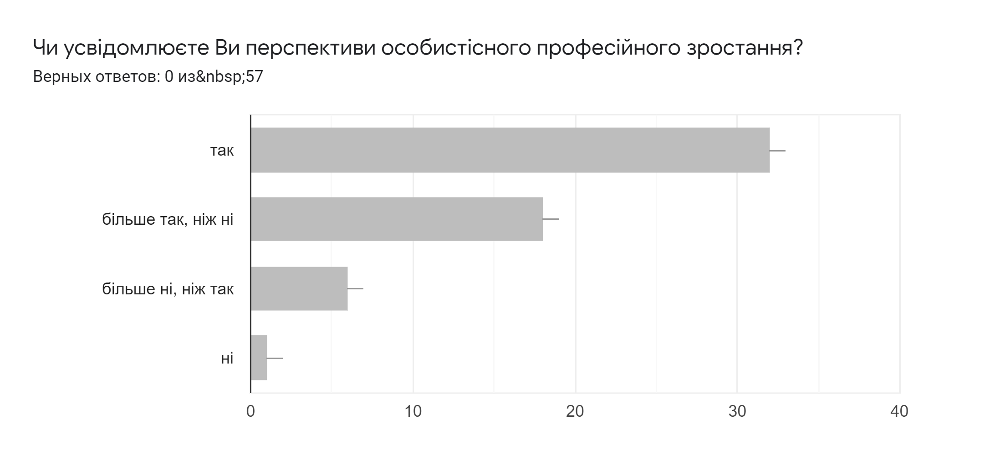 Чи усвідомлюєте Ви перспективи особистісного професійного зростання?
Верных ответов: 0 из&nbsp;57
так
більше так, ніж ні
більше ні, ніж так
ні
0 10 20 30 40